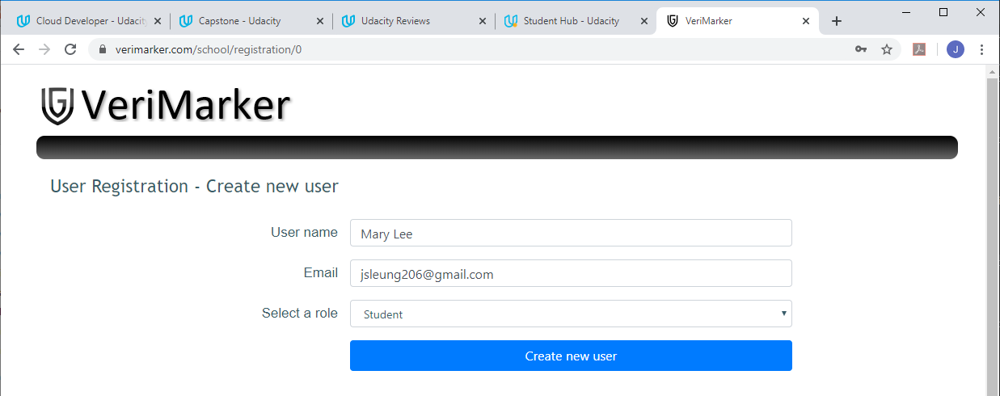 Cloud Developer - Udacity
Capstone - Udacity
Udacity Reviews
Student Hub - Udacity
VeriMarker
verimarker.com/school/registration/0
J
VeriMarker
User Registration - Create new user
User name
Mary Lee
Email
jsleung206@gmail.com
Select a role
Student
Create new user